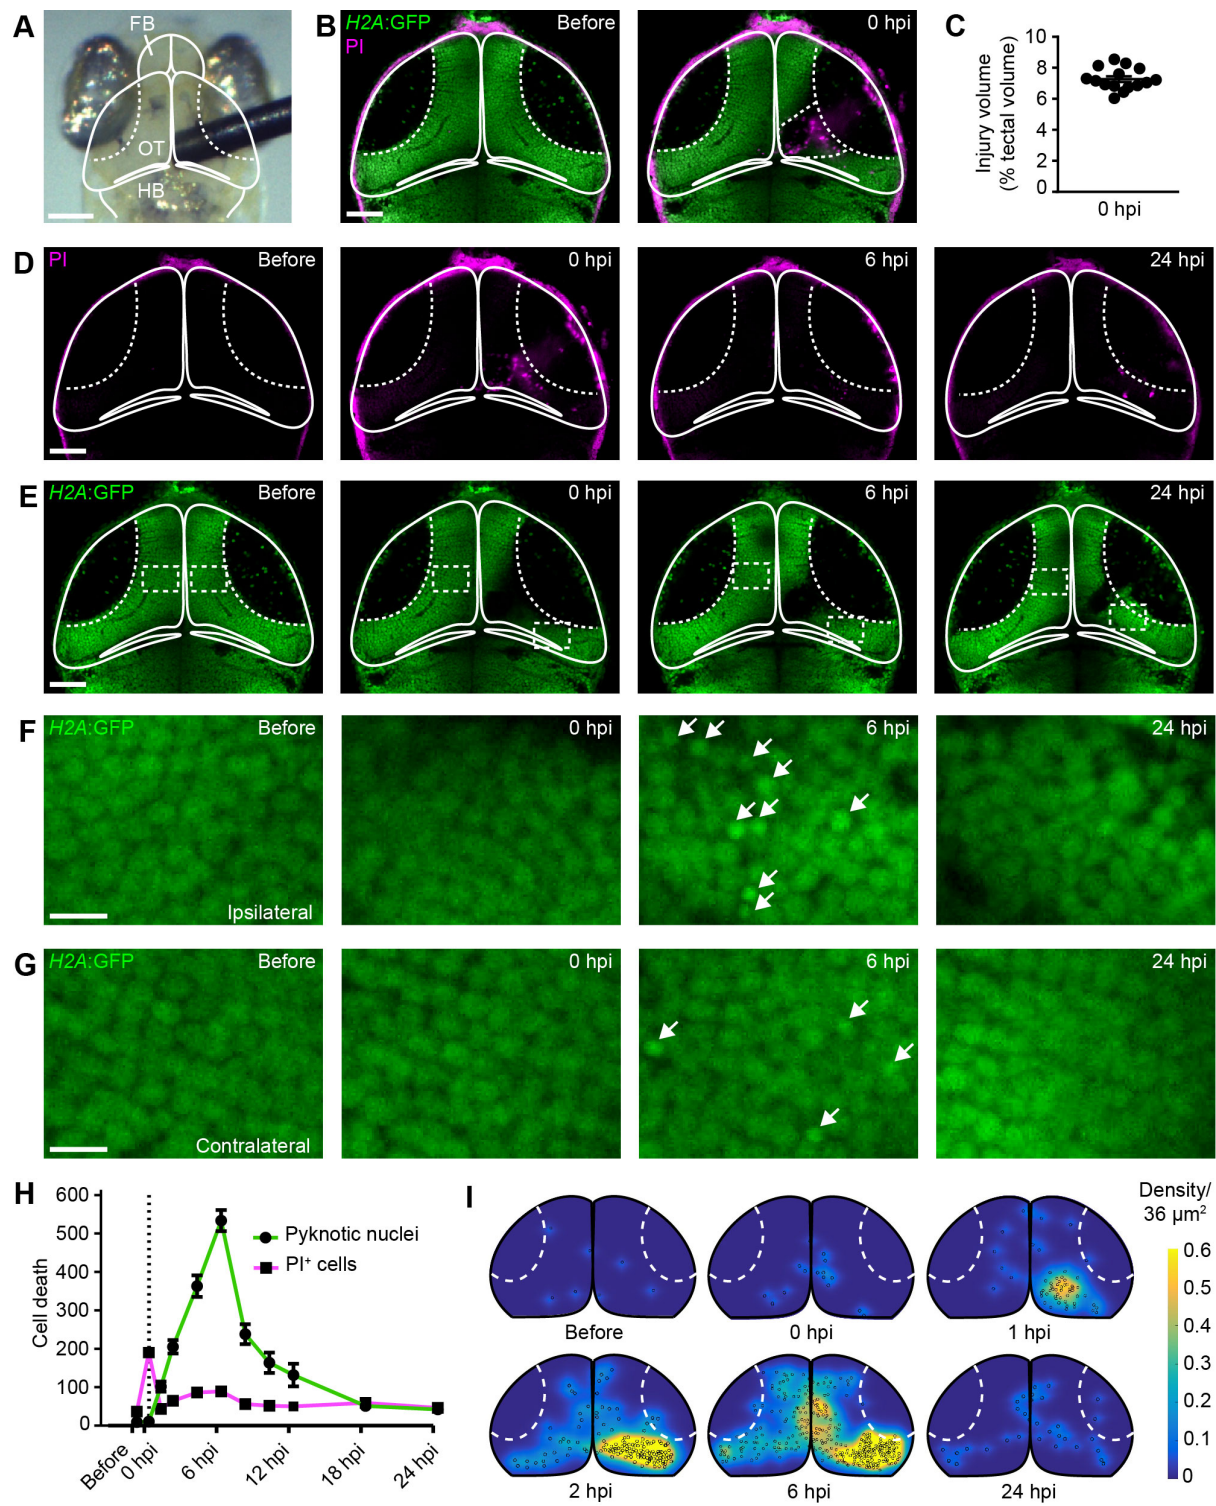 A
FB
OT
HB
B
H2A:GFP
PI
Before
0 hpi
C
Injury volume
(% tectal volume)
10
8
6
4
2
0
0 hpi
D
PI
Before
0 hpi
6 hpi
24 hpi
E
H2A:GFP
Before
0 hpi
6 hpi
24 hpi
F
H2A:GFP
Before
0 hpi
6 hpi
24 hpi
Ipsilateral
G
H2A:GFP
Before
0 hpi
6 hpi
24 hpi
Contralateral
H
Cell death
600
500
400
300
200
100
0
Pyknotic nuclei
PI⁺ cells
Before
0 hpi
6 hpi
12 hpi
18 hpi
24 hpi
I
Before
0 hpi
1 hpi
2 hpi
6 hpi
24 hpi
Density/
36 μm²
0.6
0.5
0.4
0.3
0.2
0.1
0